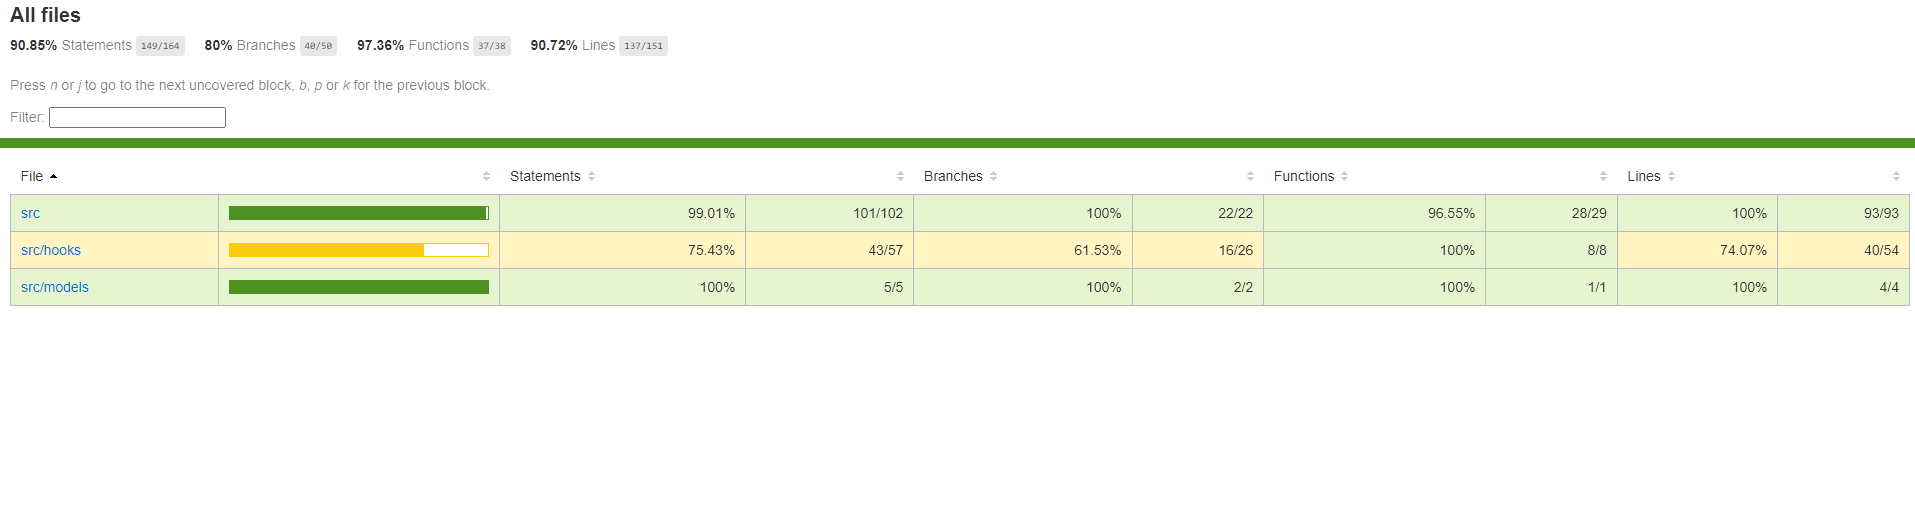 All files
90.85% Statements 149/164 80% Branches 40/50 97.36% Functions 37/38 90.72% Lines 137/151
Press n or j to go to the next uncovered block, b, p or k for the previous block.
Filter:
File Statements Branches Functions Lines
src 99.01% 101/102 100% 22/22 96.55% 28/29 100% 93/93
src/hooks 75.43% 43/57 61.53% 16/26 100% 8/8 74.07% 40/54
src/models 100% 5/5 100% 2/2 100% 1/1 100% 4/4